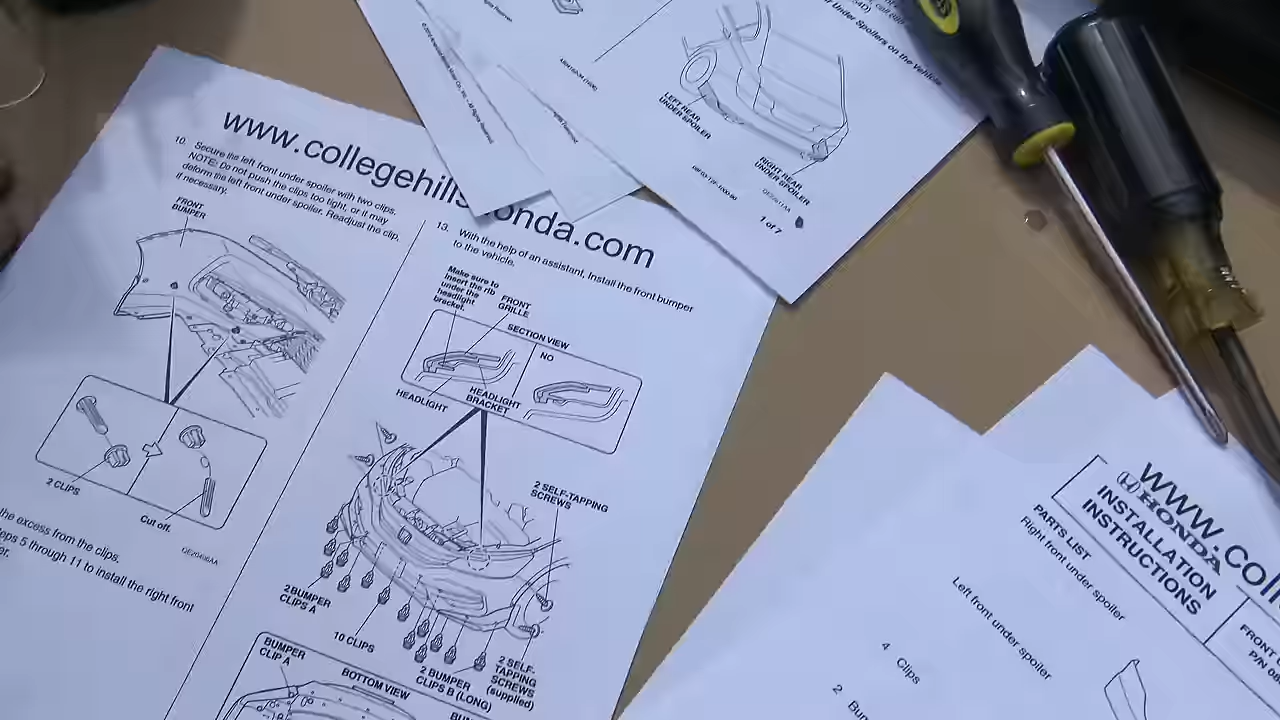 www.collegehillshonda.com
10. Secure the left front under spoiler with two clips.
NOTE: Do not push the clips too tight, or it may
deform the left front under spoiler. Readjust the clip,
if necessary.
FRONT
BUMPER
2 CLIPS
Cut off.
the excess from the clips.
eps 5 through 11 to install the right front
er.
13. With the help of an assistant, install the front bumper
to the vehicle.
Make sure to
insert the rib
under the
headlight
bracket.
FRONT
GRILLE
SECTION VIEW
NO
HEADLIGHT
HEADLIGHT
BRACKET
2 SELF-TAPPING
SCREWS
2 BUMPER
CLIPS A
10 CLIPS
2 BUMPER
CLIPS B (LONG)
2 SELF-
TAPPING
SCREWS
(supplied)
BUMPER
CLIP A
BOTTOM VIEW
Under Spoilers on the vehicle
LEFT REAR
UNDER SPOILER
RIGHT REAR
UNDER SPOILER
1 of 7
www.coll
HONDA
INSTALLATION
INSTRUCTIONS
PARTS LIST
Right front under spoiler
Left front under spoiler
4 Clips
2 Bum
FRONT
P/N 08